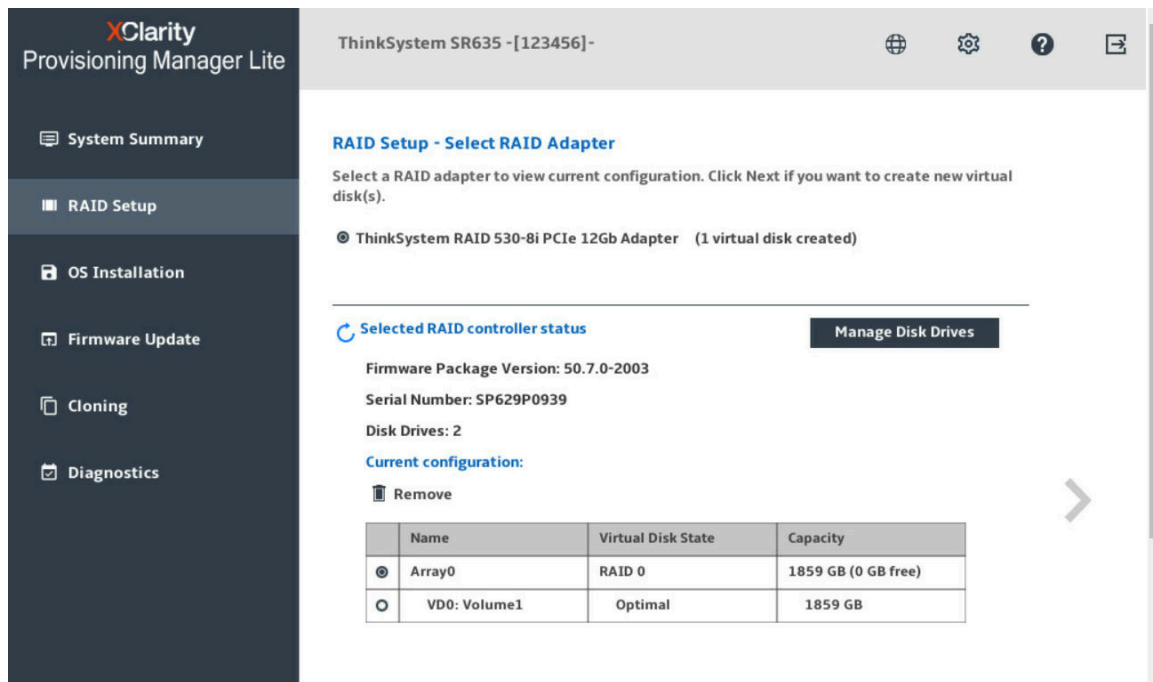 XClarity
Provisioning Manager Lite
ThinkSystem SR635 -[123456]-
System Summary
RAID Setup
OS Installation
Firmware Update
Cloning
Diagnostics
RAID Setup - Select RAID Adapter
Select a RAID adapter to view current configuration. Click Next if you want to create new virtual
disk(s).
ThinkSystem RAID 530-8i PCIe 12Gb Adapter (1 virtual disk created)
Selected RAID controller status
Manage Disk Drives
Firmware Package Version: 50.7.0-2003
Serial Number: SP629P0939
Disk Drives: 2
Current configuration:
Remove
Name Virtual Disk State Capacity
Array0 RAID 0 1859 GB (0 GB free)
VD0: Volume1 Optimal 1859 GB